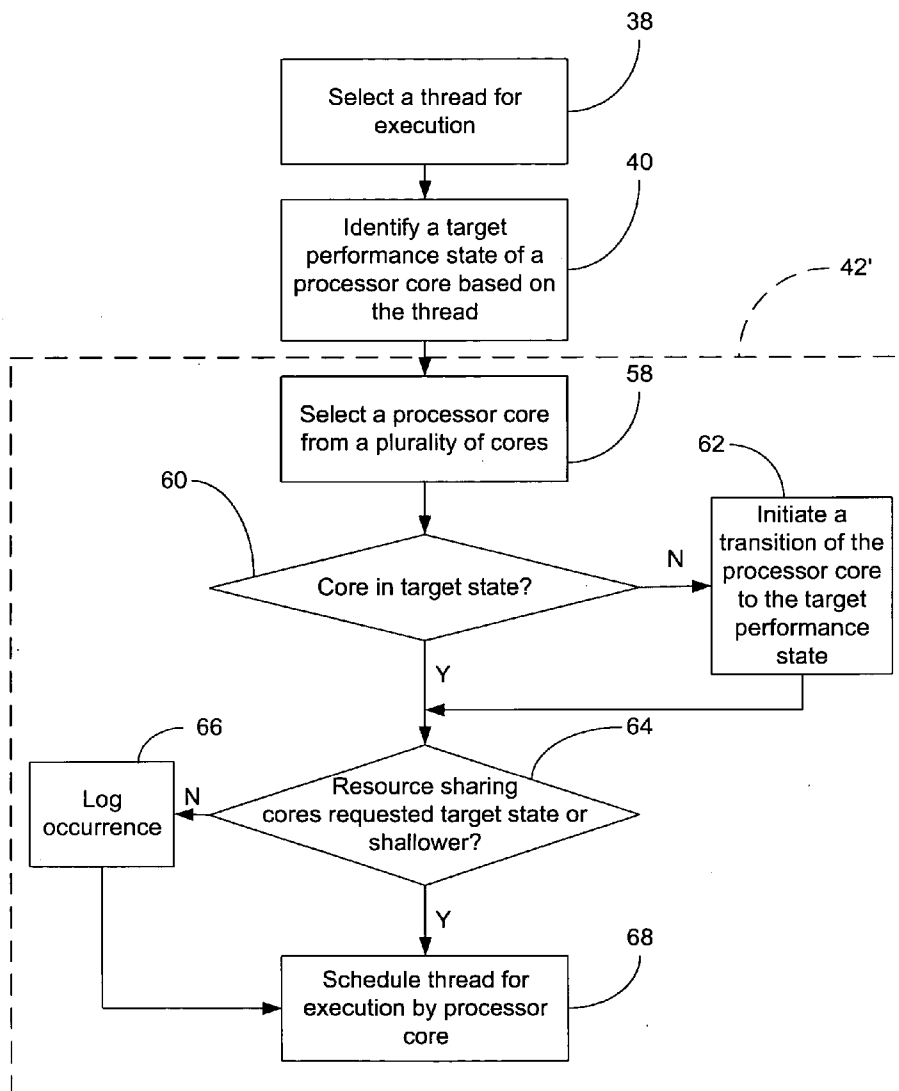 38
Select a thread for
execution
40
Identify a target
performance state of a
processor core based on
the thread
42'
58
Select a processor core
from a plurality of cores
60
62
Core in target state?
N
Initiate a
transition of the
processor core
to the target
performance
state
Y
66
64
Log
occurrence
N
Resource sharing
cores requested target state or
shallower?
Y
68
Schedule thread for
execution by processor
core